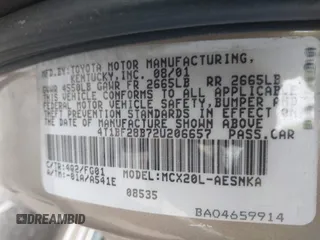 MFD.BY:TOYOTA MOTOR MANUFACTURING,
KENTUCKY,INC. 08/01
GVWR 4550LB GAWR FR 2665LB RR 2665LB
THIS VEHICLE CONFORMS TO ALL APPLICABLE
FEDERAL MOTOR VEHICLE SAFETY,BUMPER AND
THEFT PREVENTION STANDARDS IN EFFECT ON
THE DATE OF MANUFACTURE SHOWN ABOVE.
4T1BF28B72U206657 PASS.CAR
C/TR:4Q2/FG01
A/TM:-01A/A541E MODEL:MCX20L-AESNKA
08535
BA04659914